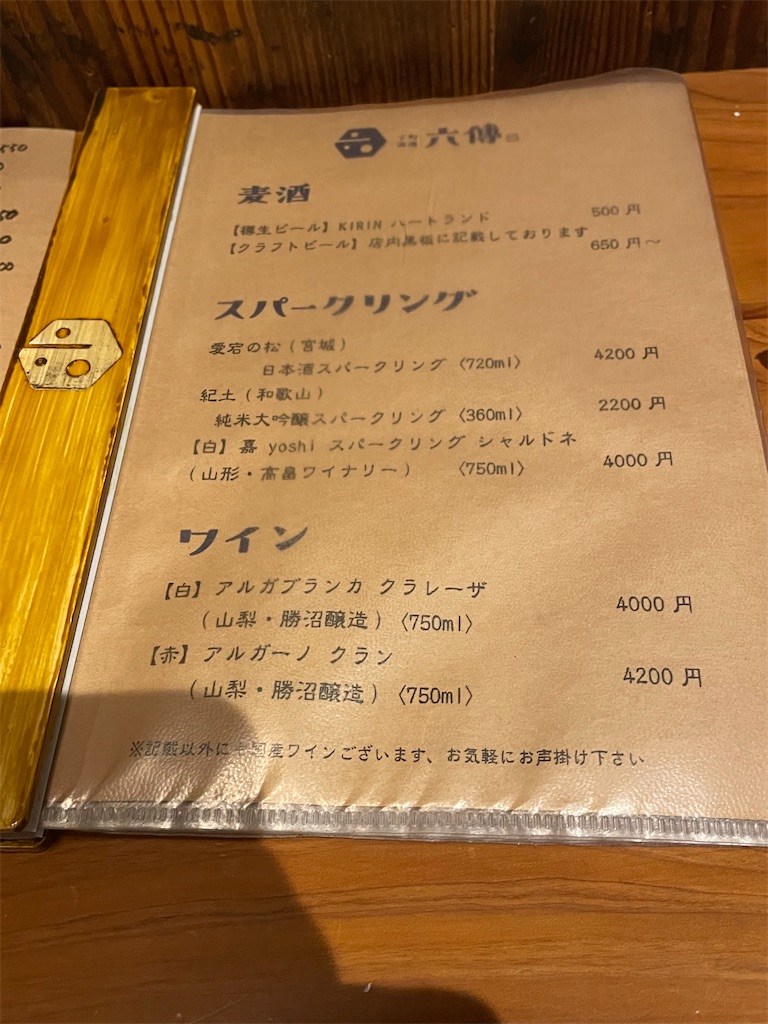 六傳
麦酒
【樽生ビール】KIRIN ハートランド 500 円
【クラフトビール】店内黒板に記載しております 650 円〜
スパークリング
愛宕の松(宮城)
日本酒スパークリング〈720ml〉 4200 円
紀土(和歌山)
純米大吟醸スパークリング〈360ml〉 2200 円
【白】嘉 yoshi スパークリング シャルドネ
(山形・高畠ワイナリー) 〈750ml〉 4000 円
ワイン
【白】アルガブランカ クラレーザ
(山梨・勝沼醸造)〈750ml〉 4000 円
【赤】アルガーノ クラン
(山梨・勝沼醸造)〈750ml〉 4200 円
※記載以外にも国産ワインございます、お気軽にお声掛け下さい
550